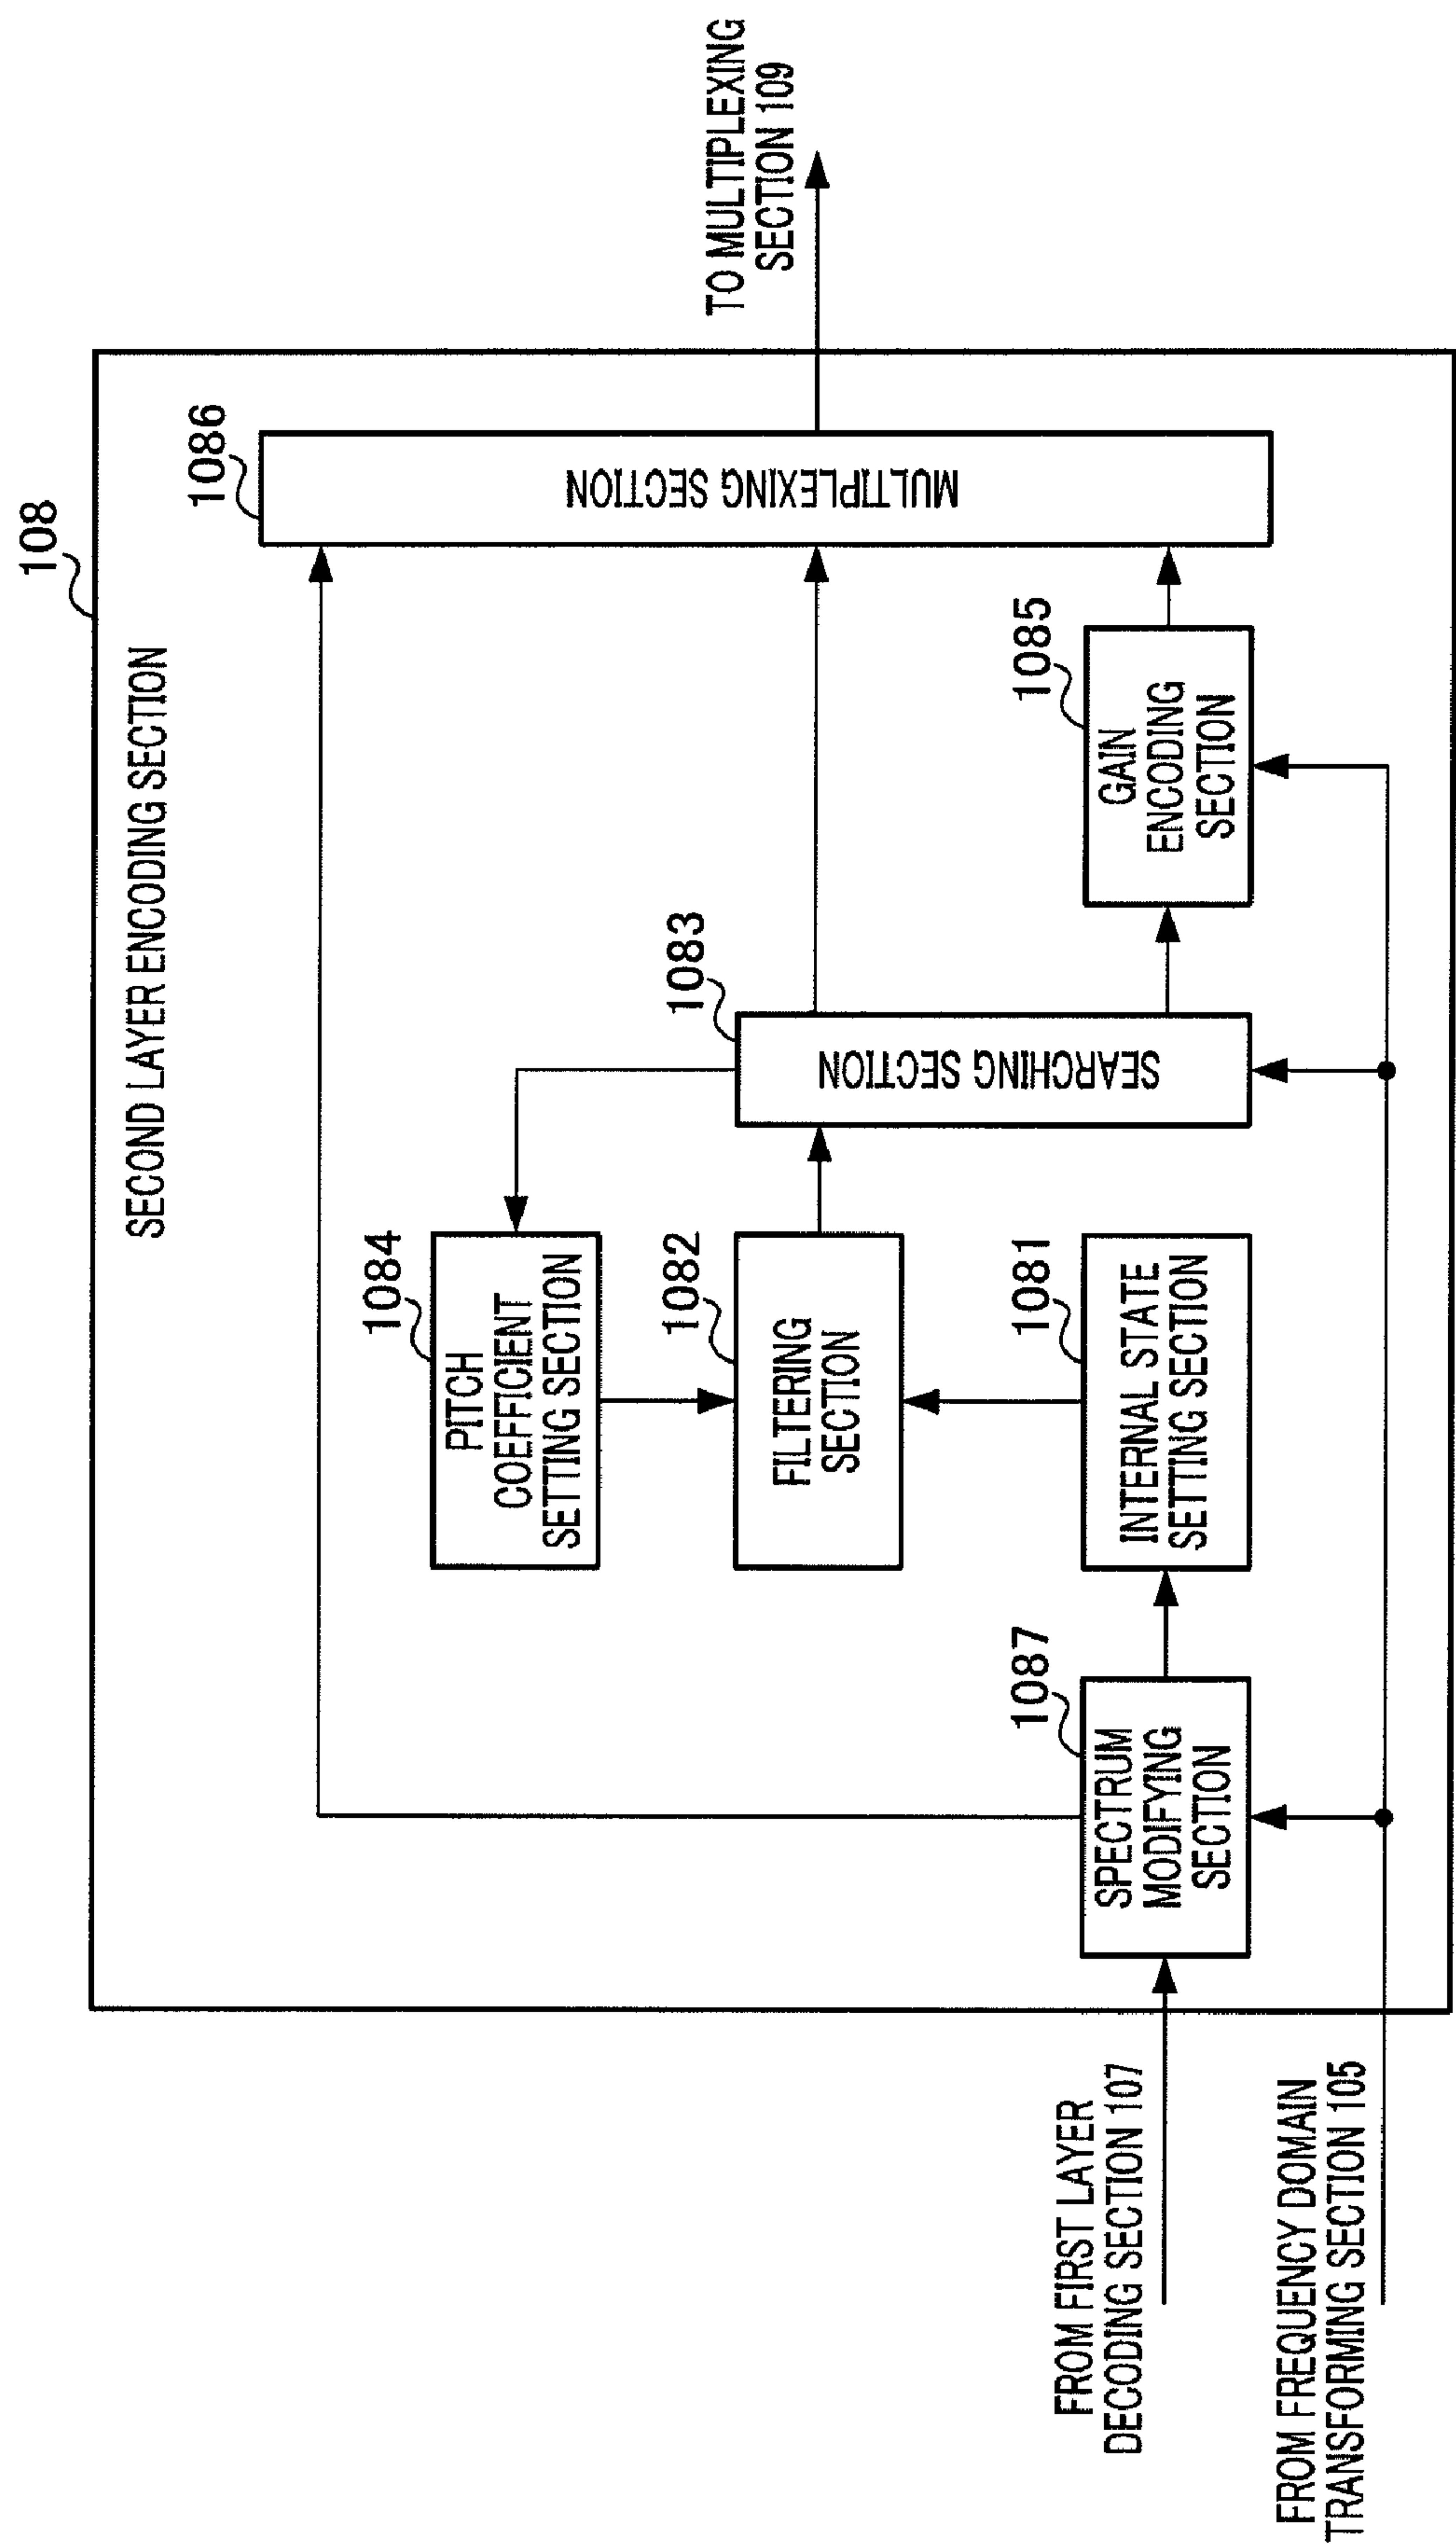 108
SECOND LAYER ENCODING SECTION
1086
MULTIPLEXING SECTION
TO MULTIPLEXING
SECTION 109
1084
PITCH
COEFFICIENT
SETTING SECTION
1083
SEARCHING SECTION
1082
FILTERING
SECTION
1085
GAIN
ENCODING
SECTION
1081
INTERNAL STATE
SETTING SECTION
1087
SPECTRUM
MODIFYING
SECTION
FROM FIRST LAYER
DECODING SECTION 107
FROM FREQUENCY DOMAIN
TRANSFORMING SECTION 105